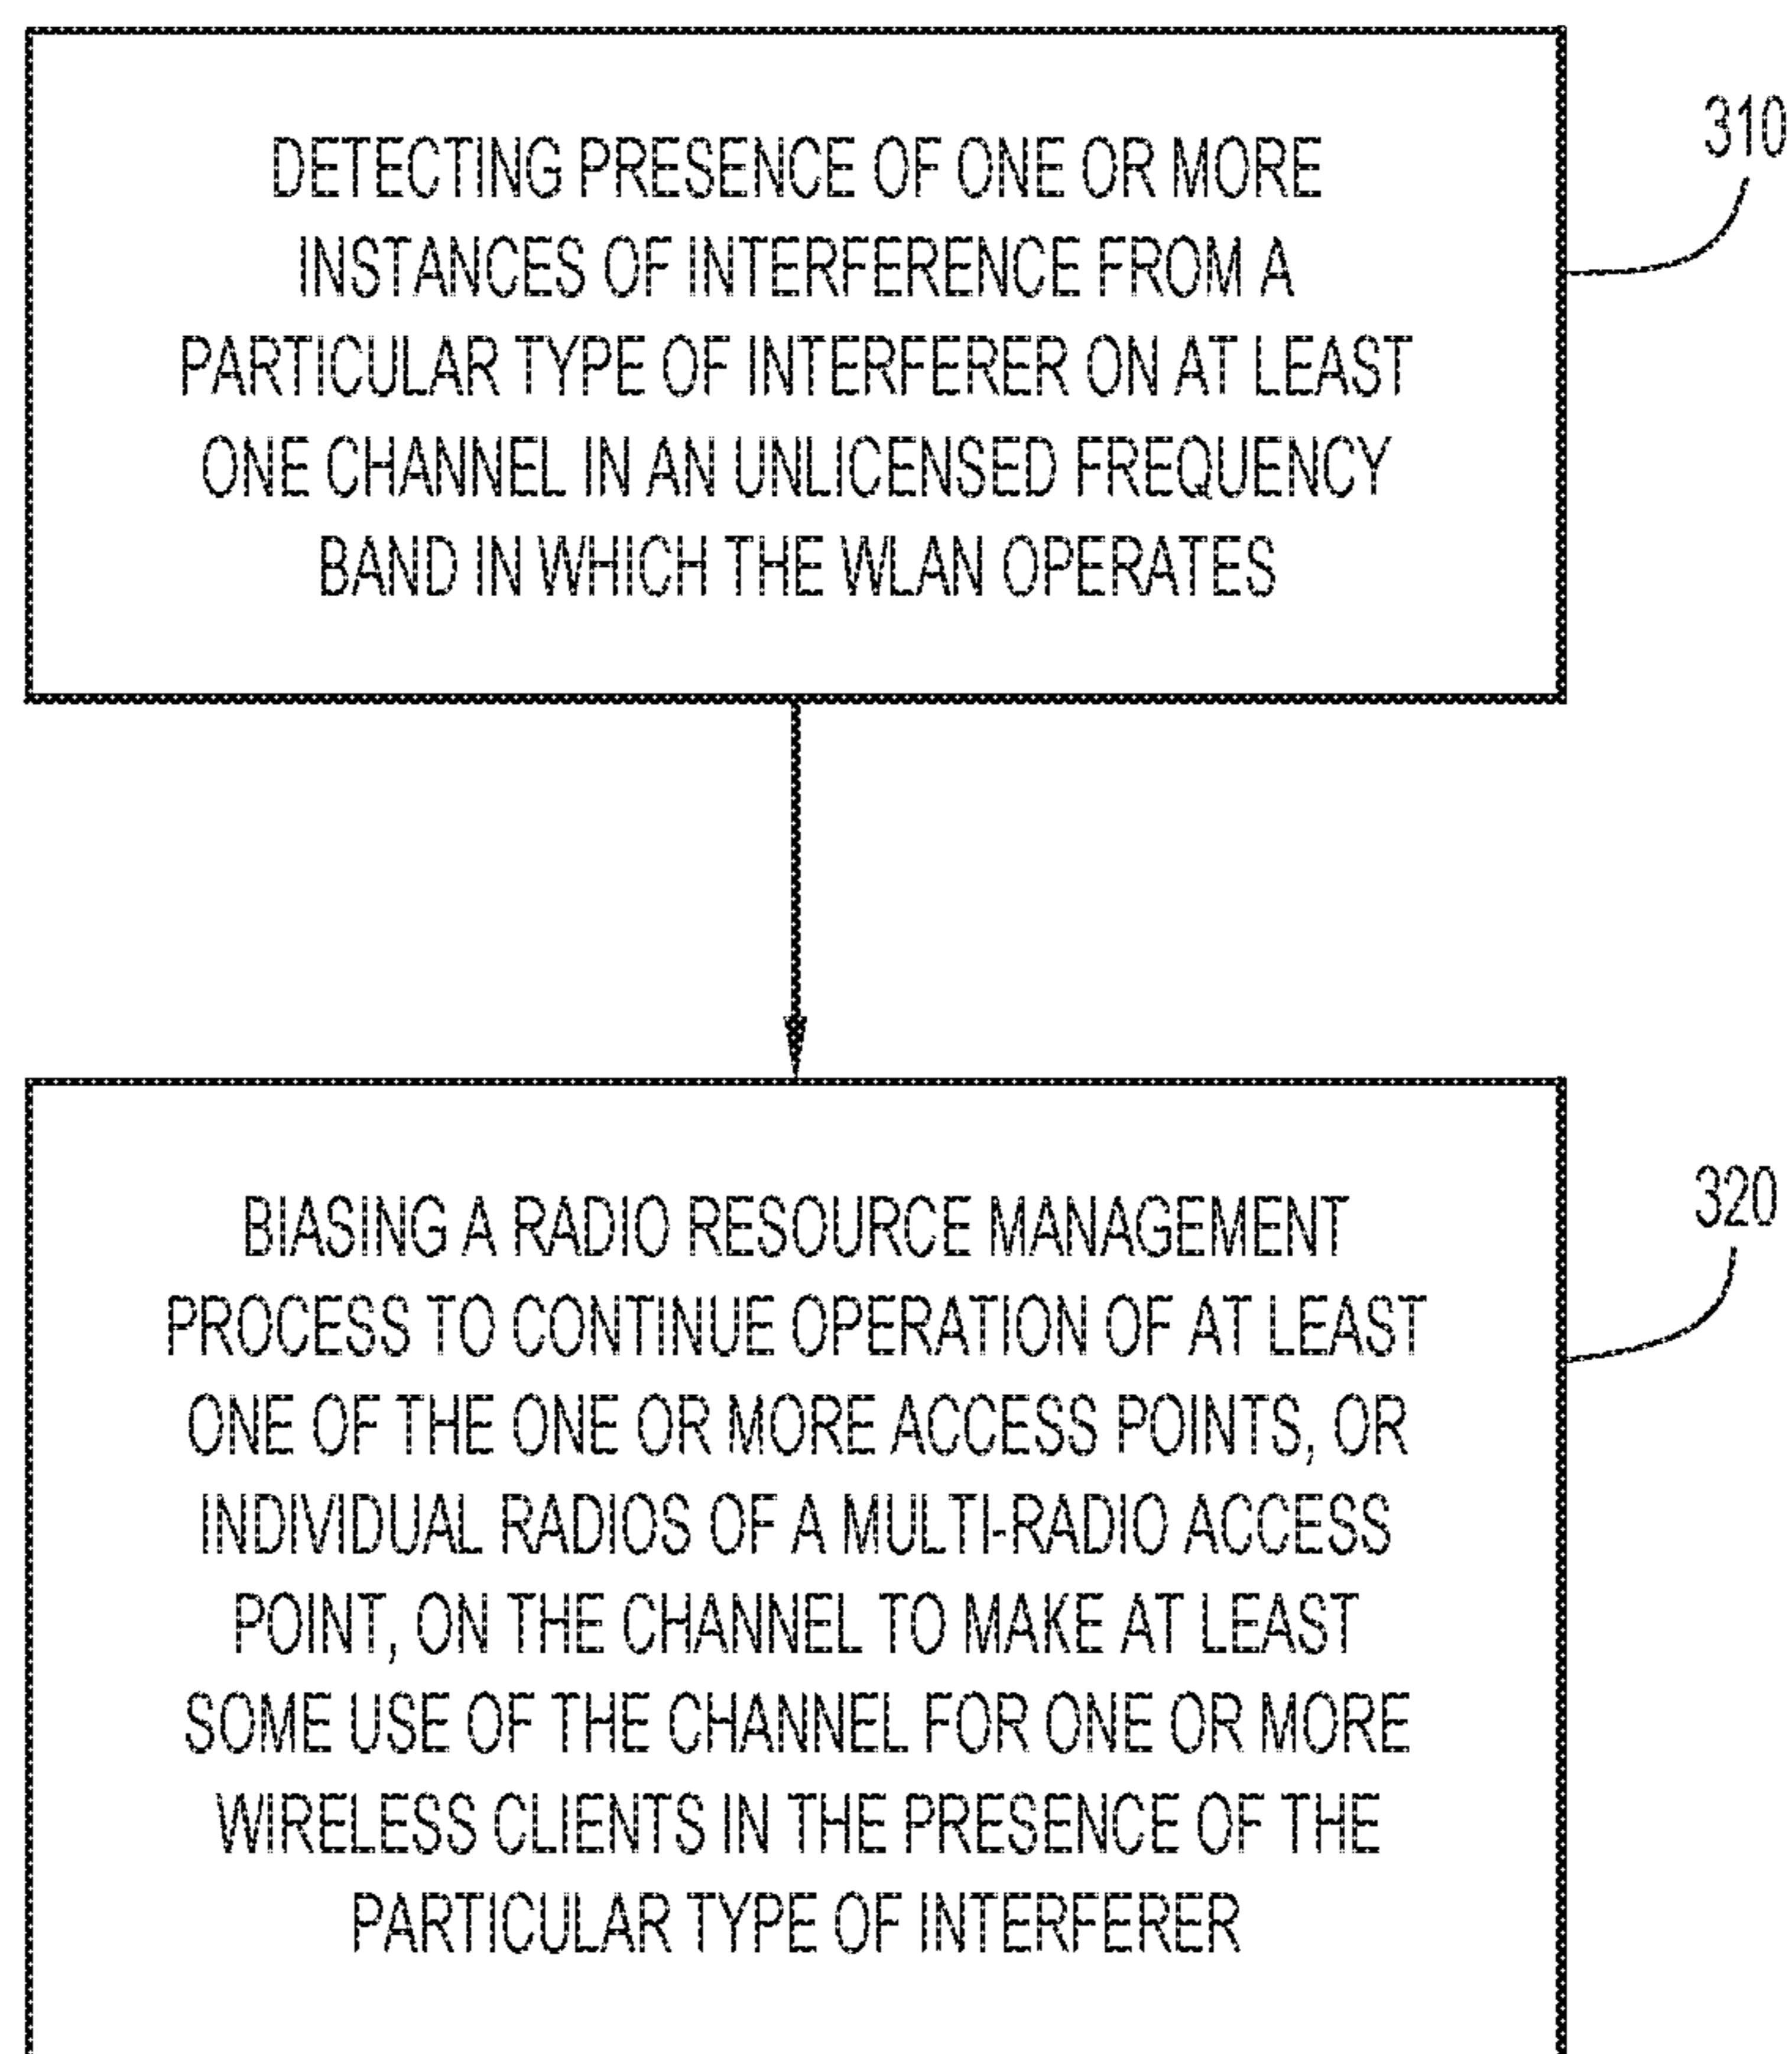 DETECTING PRESENCE OF ONE OR MORE
INSTANCES OF INTERFERENCE FROM A
PARTICULAR TYPE OF INTERFERER ON AT LEAST
ONE CHANNEL IN AN UNLICENSED FREQUENCY
BAND IN WHICH THE WLAN OPERATES
310
BIASING A RADIO RESOURCE MANAGEMENT
PROCESS TO CONTINUE OPERATION OF AT LEAST
ONE OF THE ONE OR MORE ACCESS POINTS, OR
INDIVIDUAL RADIOS OF A MULTI-RADIO ACCESS
POINT, ON THE CHANNEL TO MAKE AT LEAST
SOME USE OF THE CHANNEL FOR ONE OR MORE
WIRELESS CLIENTS IN THE PRESENCE OF THE
PARTICULAR TYPE OF INTERFERER
320